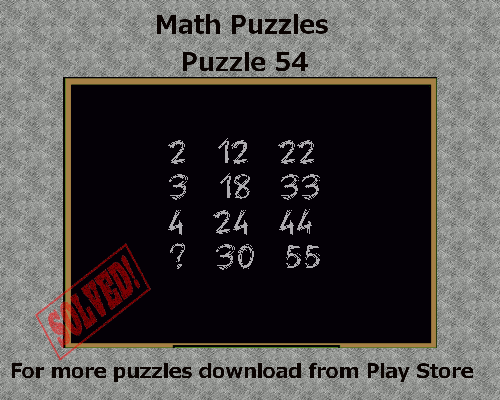 Math Puzzles
Puzzle 54
2 12 22
3 18 33
4 24 44
? 30 55
SOLVED!
For more puzzles download from Play Store